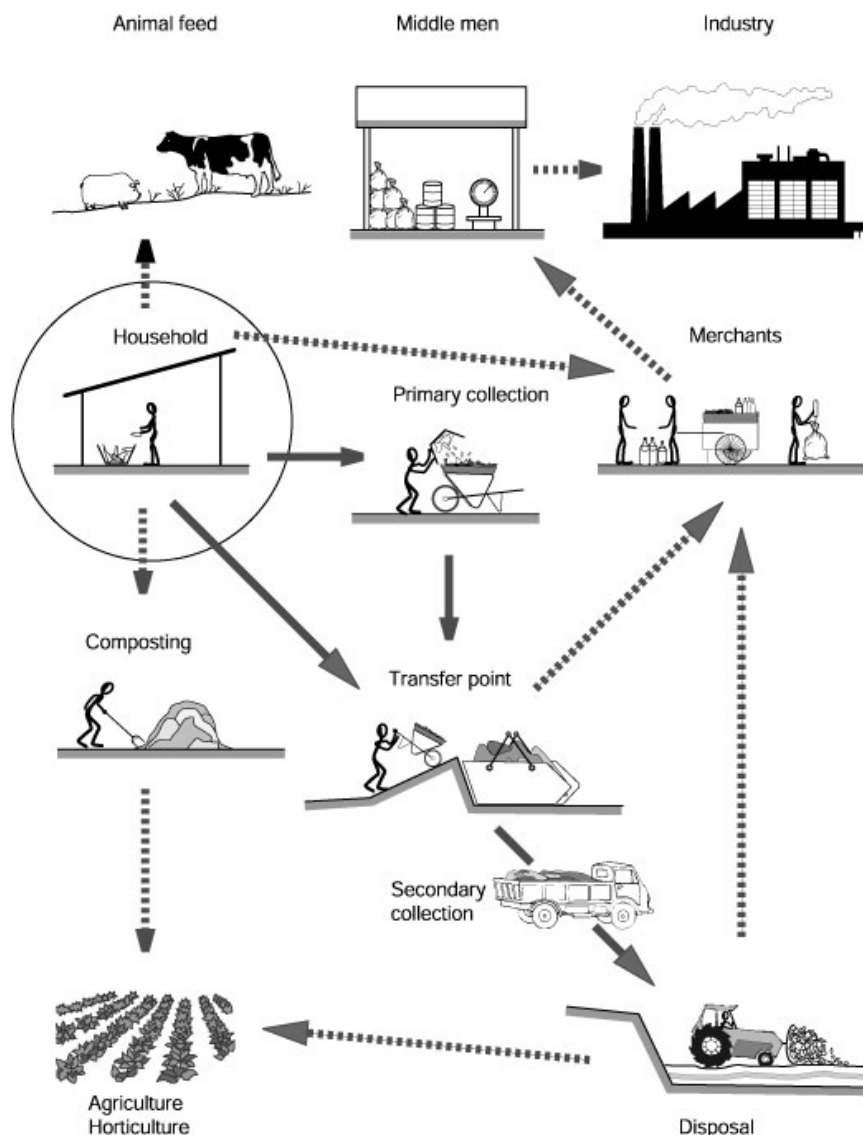 Animal feed
Middle men
Industry
Household
Merchants
Primary collection
Composting
Transfer point
Secondary
collection
Agriculture
Horticulture
Disposal